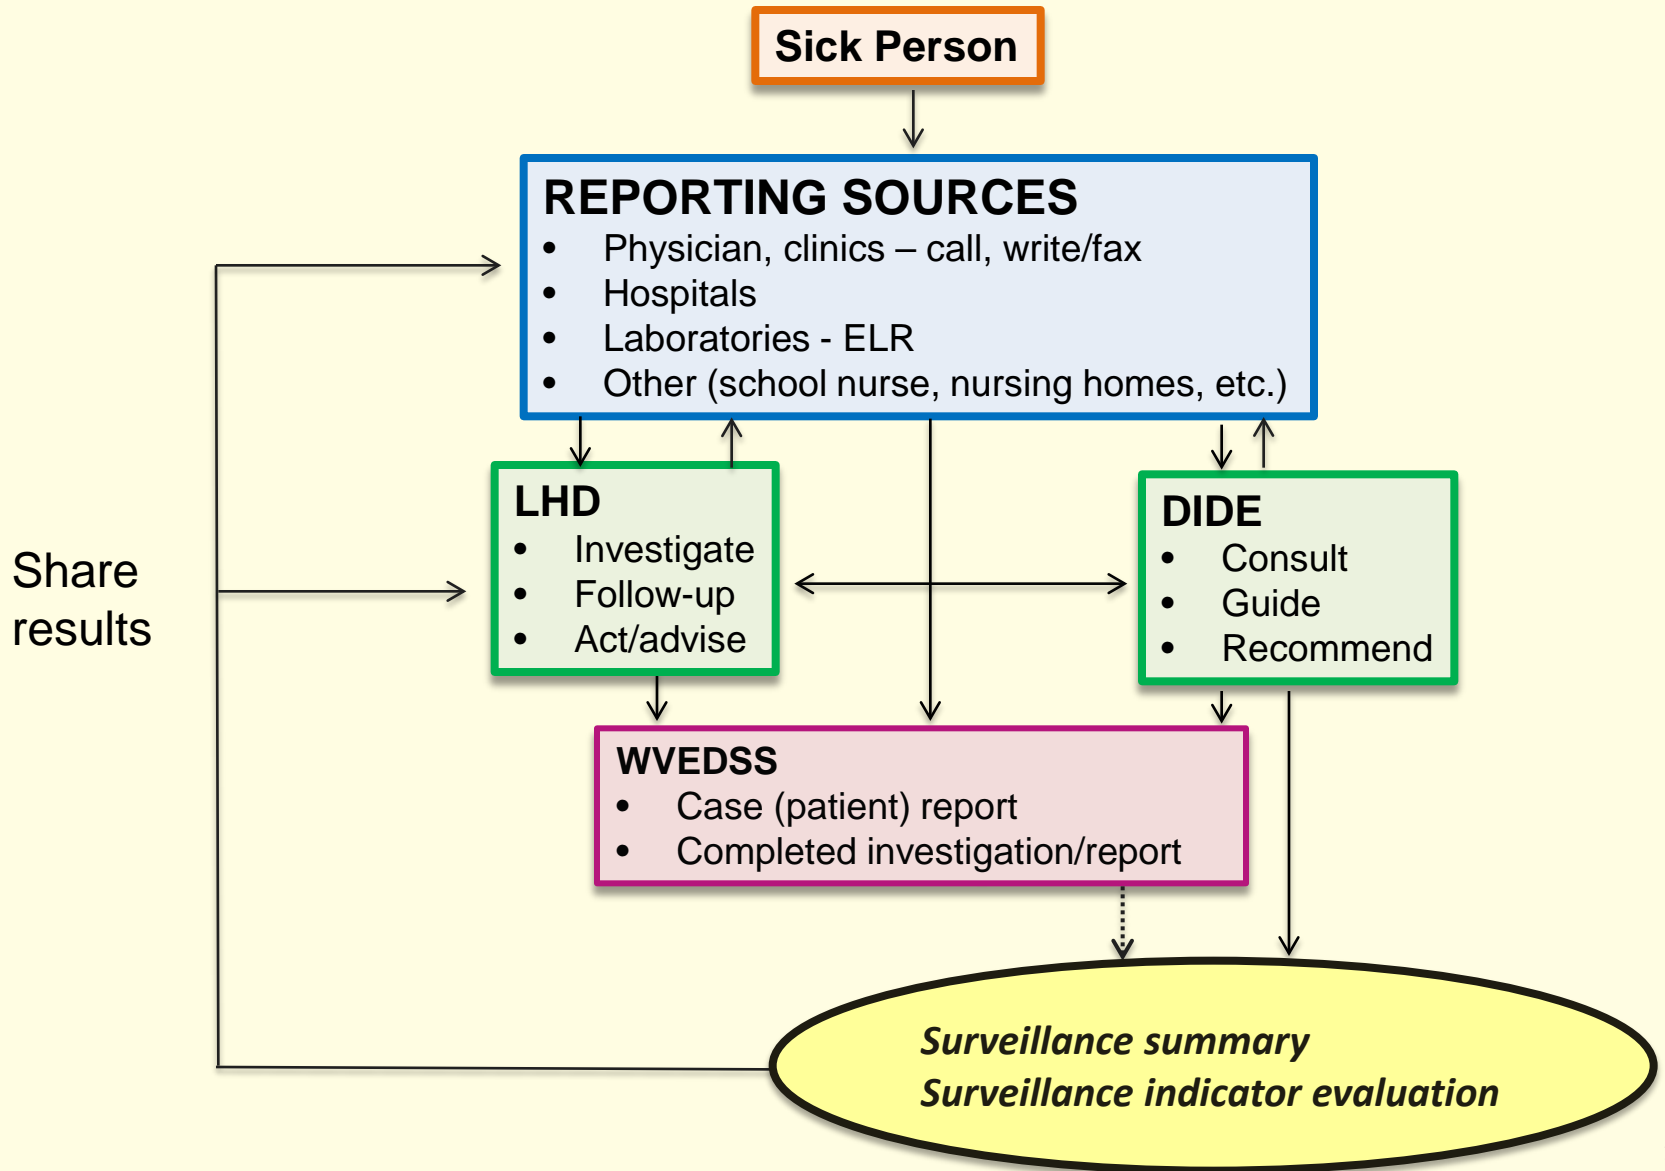 Sick Person
REPORTING SOURCES
• Physician, clinics – call, write/fax
• Hospitals
• Laboratories - ELR
• Other (school nurse, nursing homes, etc.)
LHD
• Investigate
• Follow-up
• Act/advise
DIDE
• Consult
• Guide
• Recommend
Share
results
WVEDSS
• Case (patient) report
• Completed investigation/report
Surveillance summary
Surveillance indicator evaluation